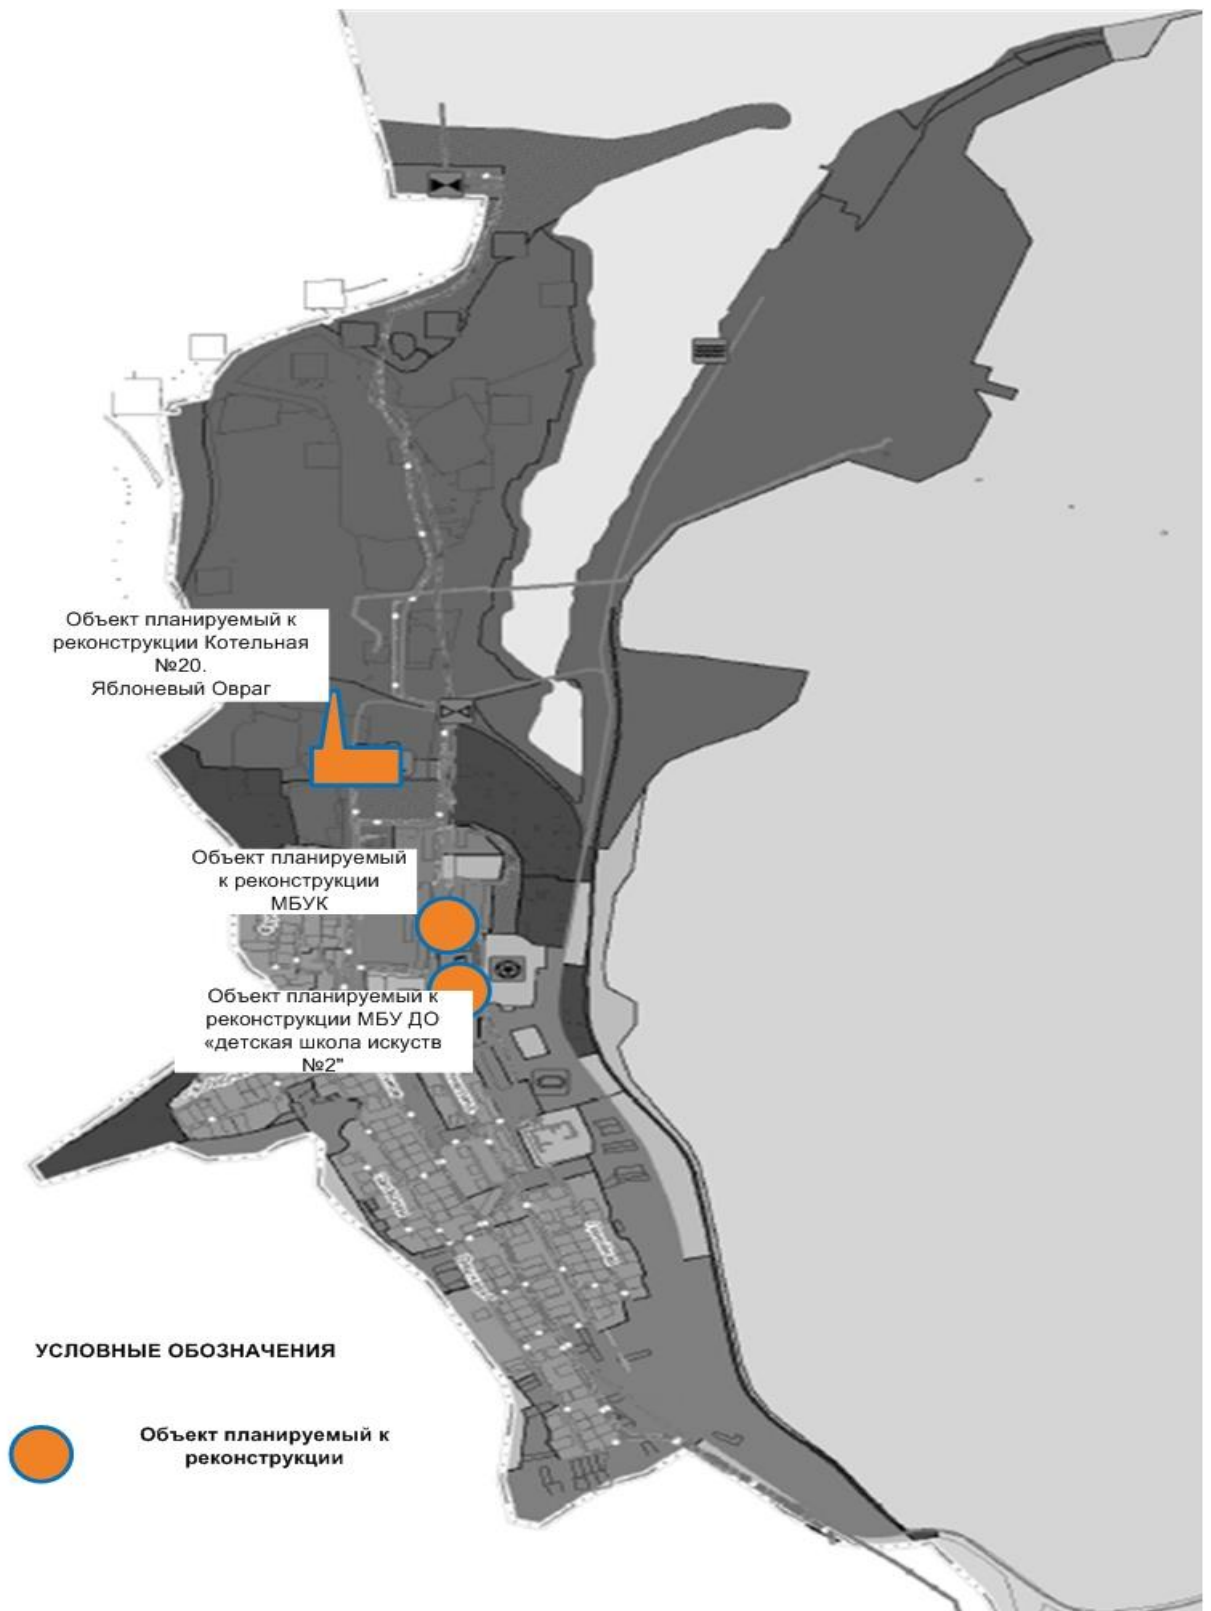 Объект планируемый к
реконструкции Котельная
№20.
Яблоневый Овраг
Объект планируемый
к реконструкции
МБУК
Объект планируемый к
реконструкции МБУ ДО
«детская школа искуств
№2"
УСЛОВНЫЕ ОБОЗНАЧЕНИЯ
Объект планируемый к
реконструкции